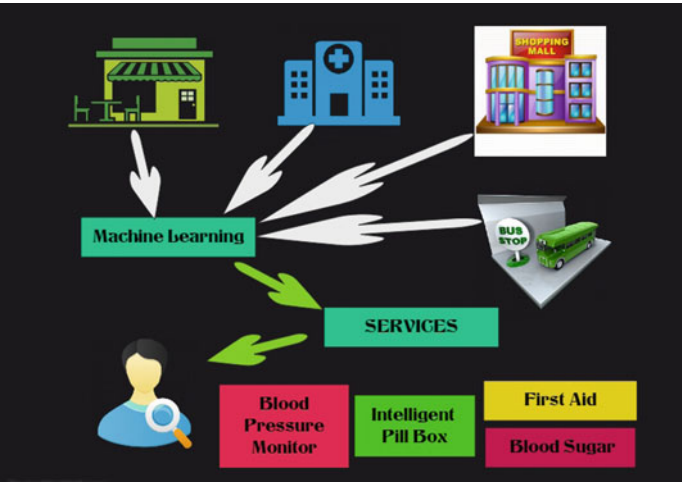 SHOPPING
MALL
BUS
STOP
Machine Learning
SERVICES
Blood
Pressure
Monitor
Intelligent
Pill Box
First Aid
Blood Sugar